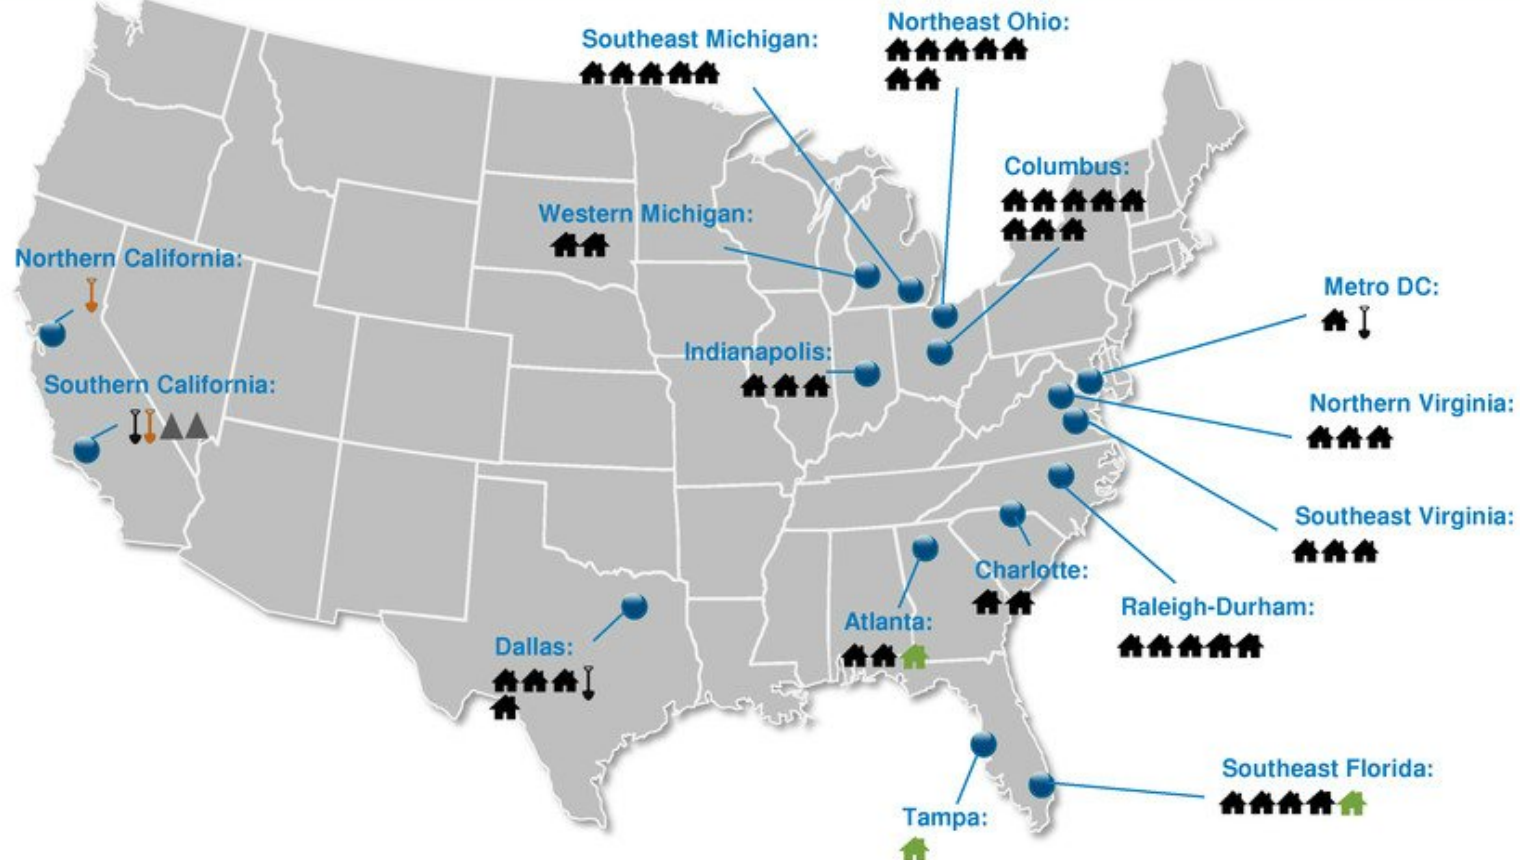 Northeast Ohio:
Southeast Michigan:
Columbus:
Western Michigan:
Northern California:
Metro DC:
Indianapolis:
Southern California:
Northern Virginia:
Southeast Virginia:
Charlotte:
Raleigh-Durham:
Atlanta:
Dallas:
Southeast Florida:
Tampa: